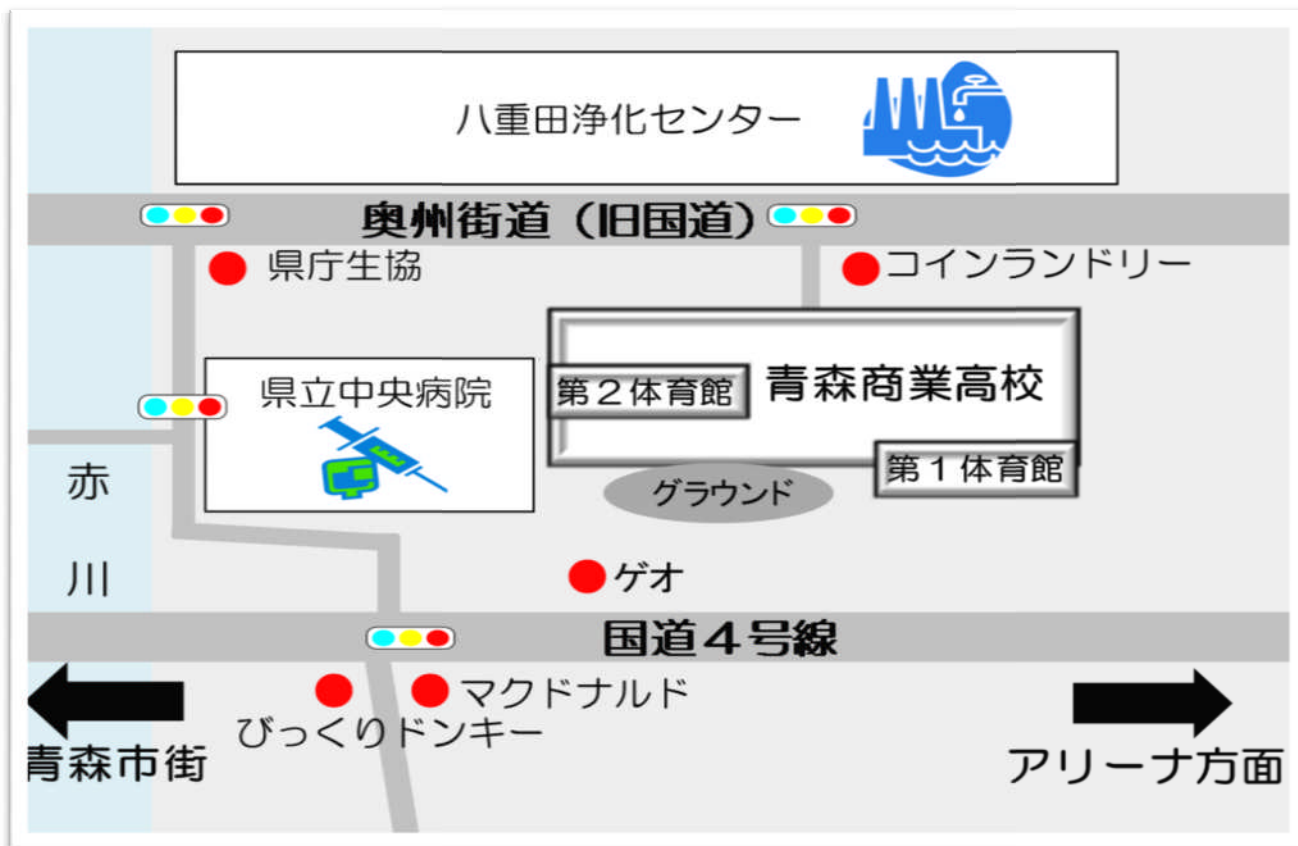 八重田浄化センター
奥州街道（旧国道）
県庁生協
コインランドリー
県立中央病院
第２体育館
青森商業高校
第１体育館
グラウンド
赤川
ゲオ
国道４号線
マクドナルド
びっくりドンキー
青森市街
アリーナ方面